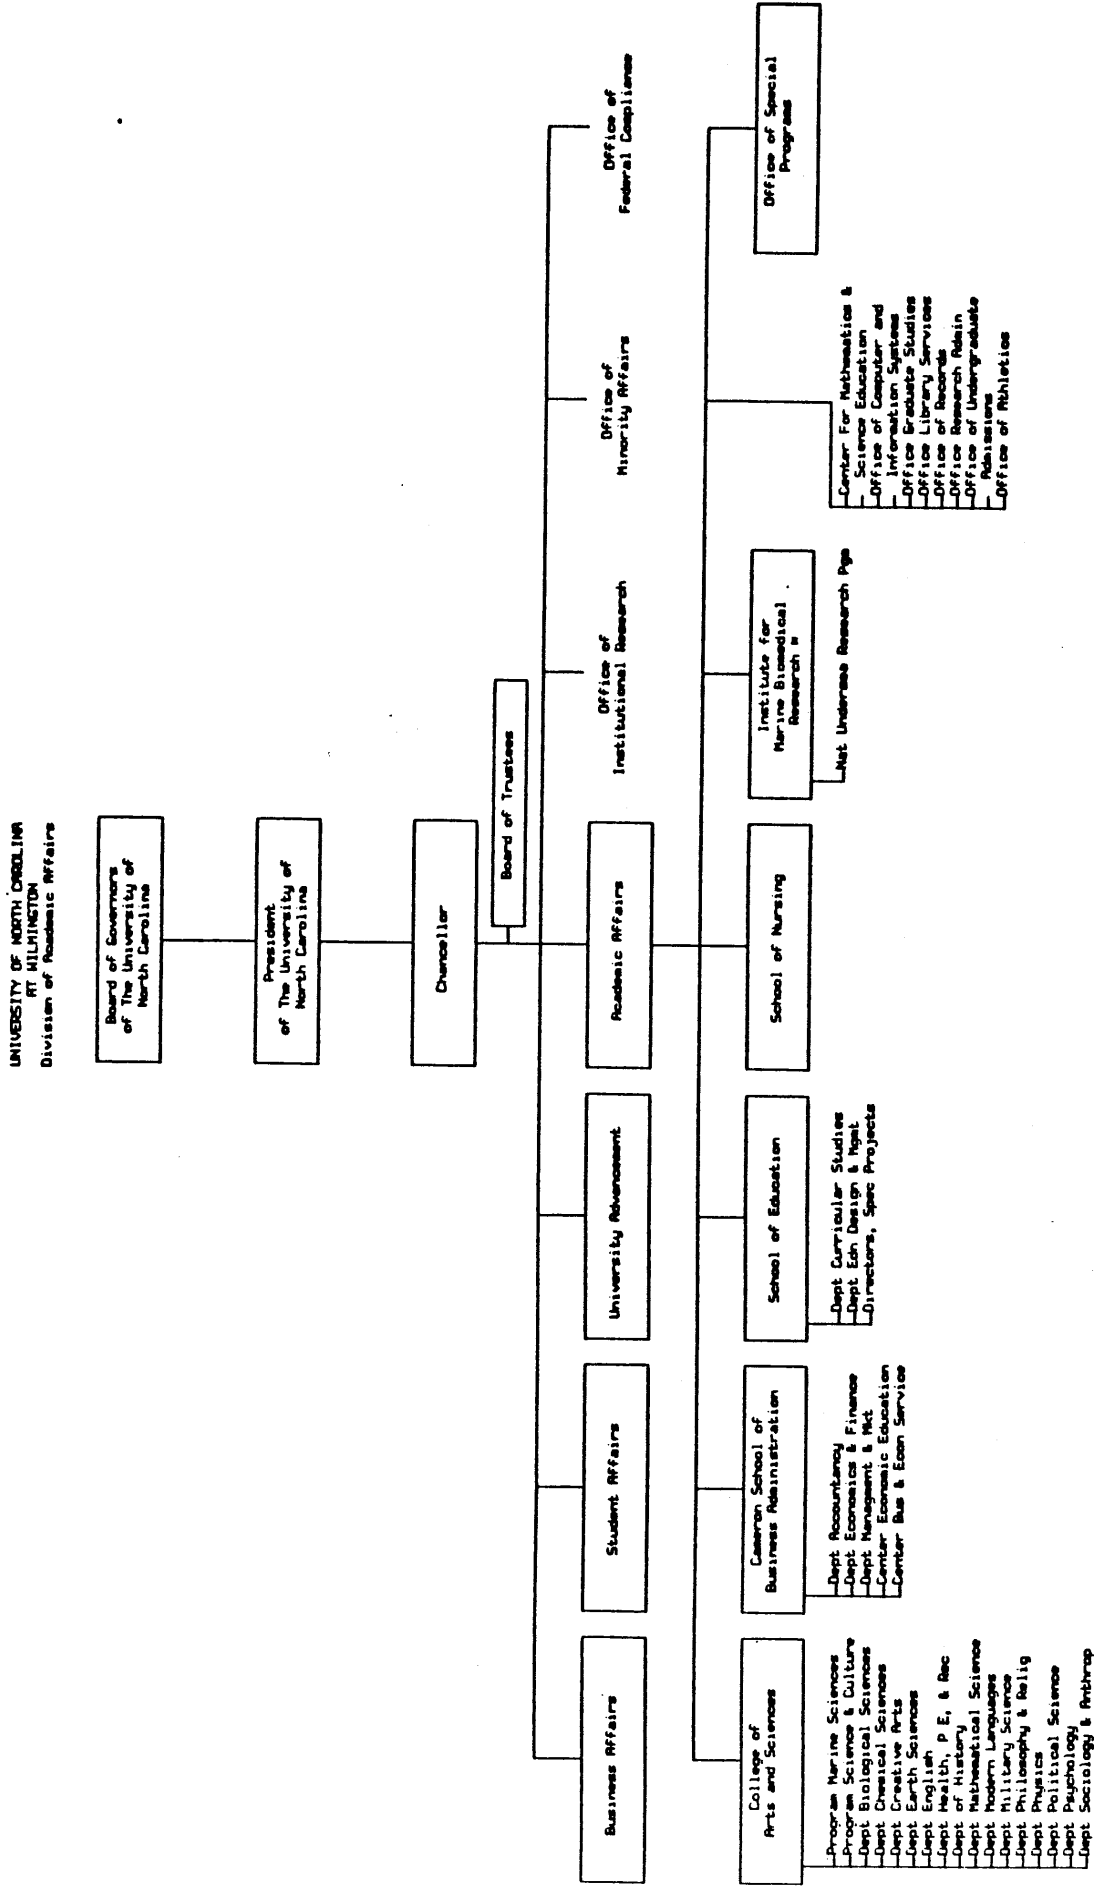 UNIVERSITY OF NORTH CAROLINA
AT WILMINGTON
Division of Academic Affairs
Board of Governors
of The University of
North Carolina
President
of The University of
North Carolina
Chancellor
Board of Trustees
Business Affairs
Student Affairs
University Advancement
Academic Affairs
Office of
Institutional Research
Office of
Minority Affairs
Office of
Federal Compliance
College of
Arts and Sciences
Program Marine Sciences
Program Science & Culture
Dept Biological Sciences
Dept Chemical Sciences
Dept Creative Arts
Dept Earth Sciences
Dept English
Dept Health, P E, & Rec
Dept of History
Dept Mathematical Science
Dept Modern Languages
Dept Military Science
Dept Philosophy & Relig
Dept Physics
Dept Political Science
Dept Psychology
Dept Sociology & Anthrop
Cameron School of
Business Administration
Dept Accountancy
Dept Economics & Finance
Dept Managment & Mkt
Center Economic Education
Center Bus & Econ Service
School of Education
Dept Curricular Studies
Dept Edn Design & Mgmt
Directors, Spec Projects
School of Nursing
Institute for
Marine Biomedical
Research *
Nat Undersea Research Pgm
Center For Mathematics &
Science Education
Office of Computer and
Information Systems
Office Graduate Studies
Office Library Services
Office of Records
Office Research Admin
Office of Undergraduate
Admissions
Office of Athletics
Office of Special
Programs